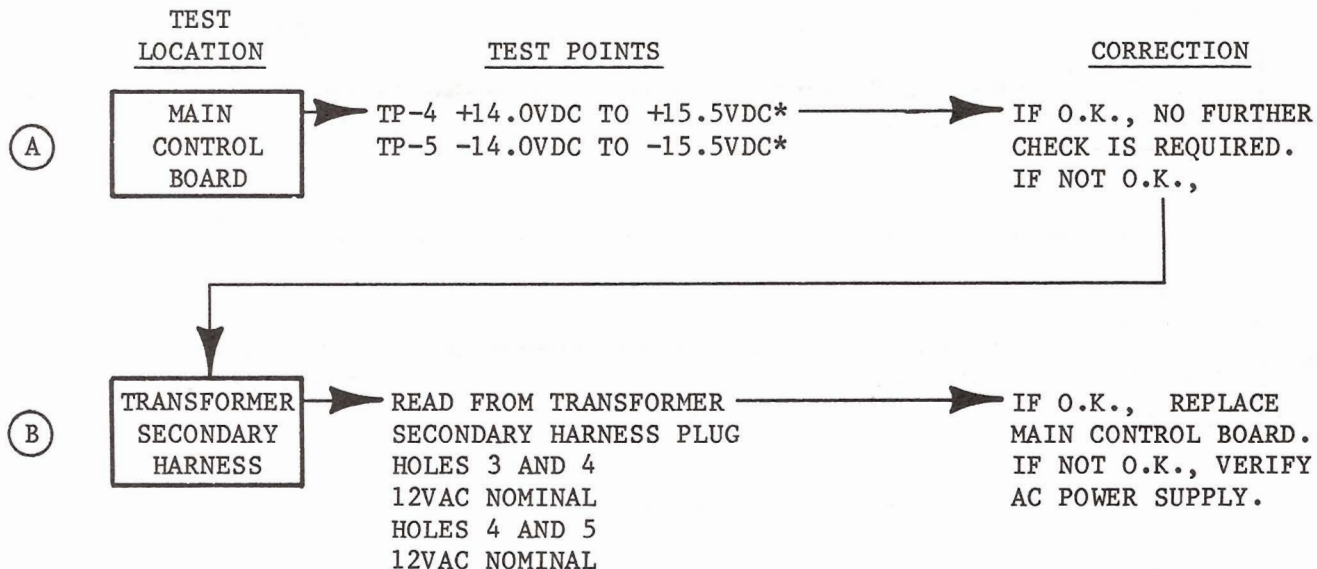 TEST
LOCATION
TEST POINTS
CORRECTION
A
MAIN
CONTROL
BOARD
TP-4 +14.0VDC TO +15.5VDC*
TP-5 -14.0VDC TO -15.5VDC*
IF O.K., NO FURTHER
CHECK IS REQUIRED.
IF NOT O.K.,
B
TRANSFORMER
SECONDARY
HARNESS
READ FROM TRANSFORMER
SECONDARY HARNESS PLUG
HOLES 3 AND 4
12VAC NOMINAL
HOLES 4 AND 5
12VAC NOMINAL
IF O.K., REPLACE
MAIN CONTROL BOARD.
IF NOT O.K., VERIFY
AC POWER SUPPLY.